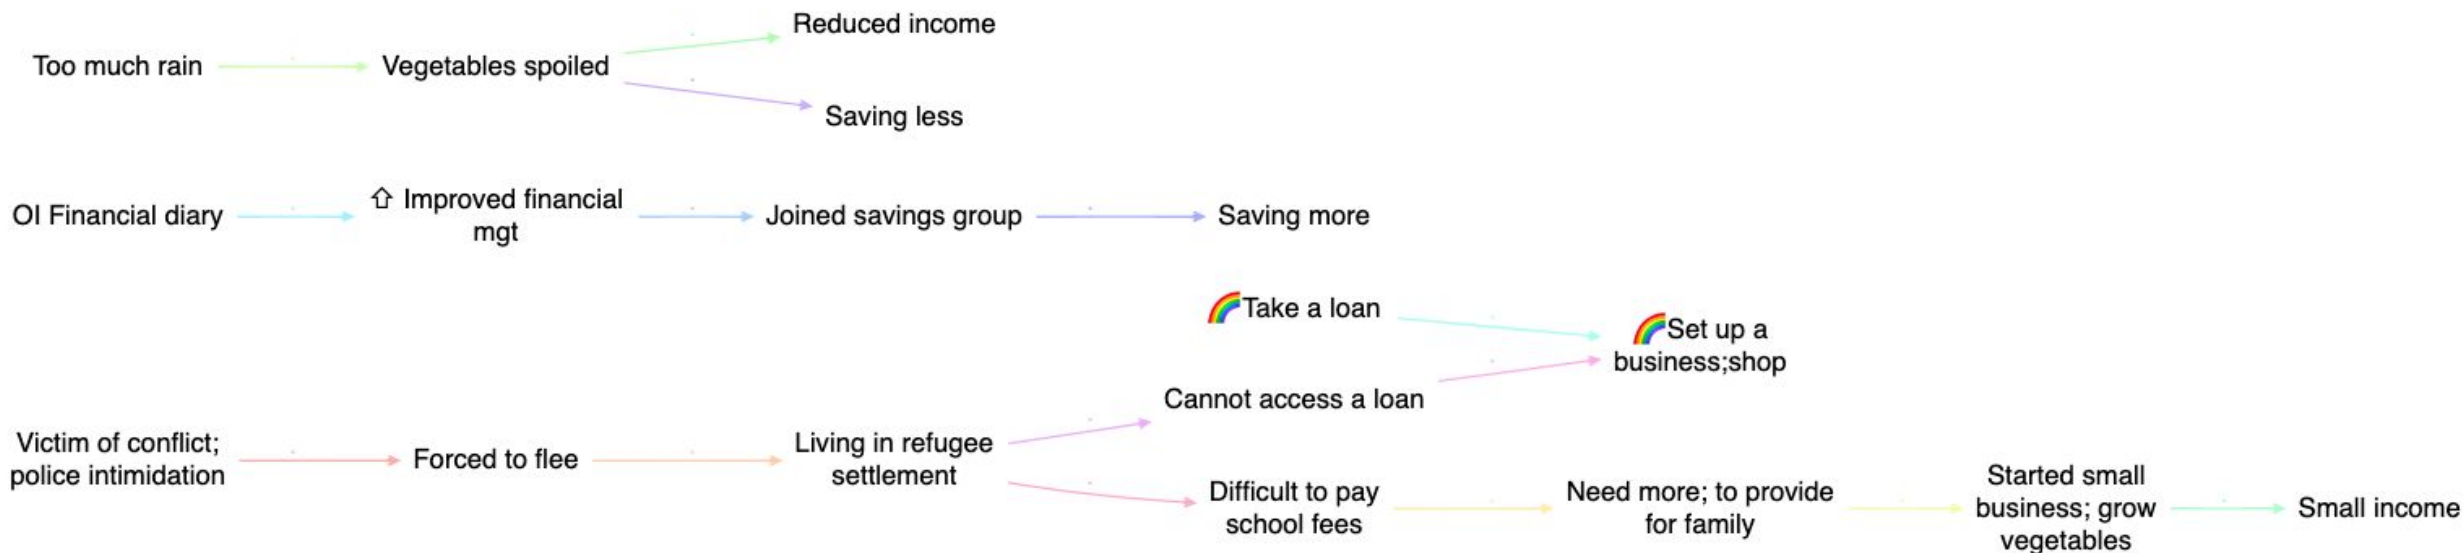 Reduced income
Too much rain
Vegetables spoiled
Saving less
OI Financial diary
⇧ Improved financial
mgt
Joined savings group
Saving more
🌈Take a loan
🌈Set up a
business;shop
Cannot access a loan
Victim of conflict;
police intimidation
Forced to flee
Living in refugee
settlement
Difficult to pay
school fees
Need more; to provide
for family
Started small
business; grow
vegetables
Small income